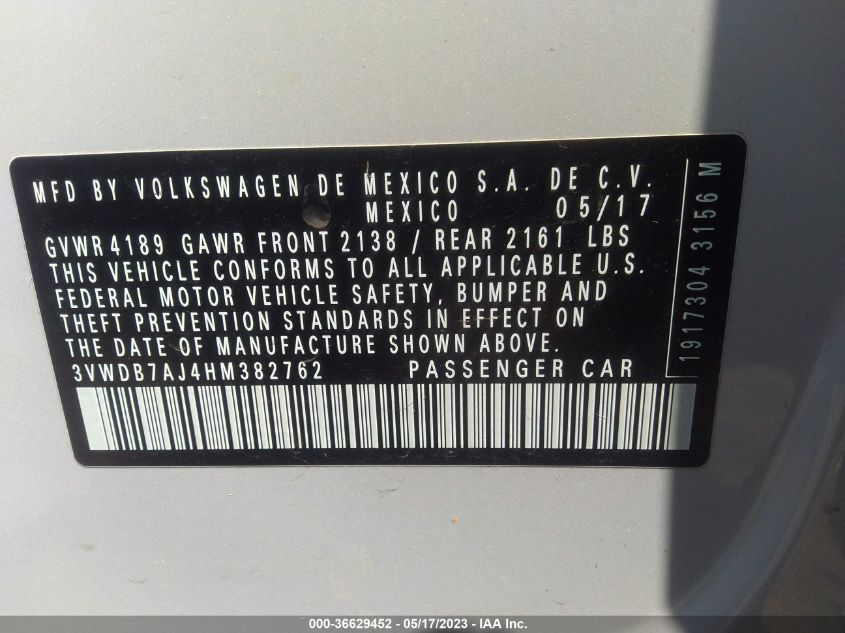 MFD BY VOLKSWAGEN DE MEXICO S.A. DE C.V.
MEXICO 05/17
GVWR 4189 GAWR FRONT 2138 / REAR 2161 LBS
THIS VEHICLE CONFORMS TO ALL APPLICABLE U.S.
FEDERAL MOTOR VEHICLE SAFETY, BUMPER AND
THEFT PREVENTION STANDARDS IN EFFECT ON
THE DATE OF MANUFACTURE SHOWN ABOVE.
3VWDB7AJ4HM382762 PASSENGER CAR
1917304 3156 M
000-36629452 - 05/17/2023 - IAA Inc.